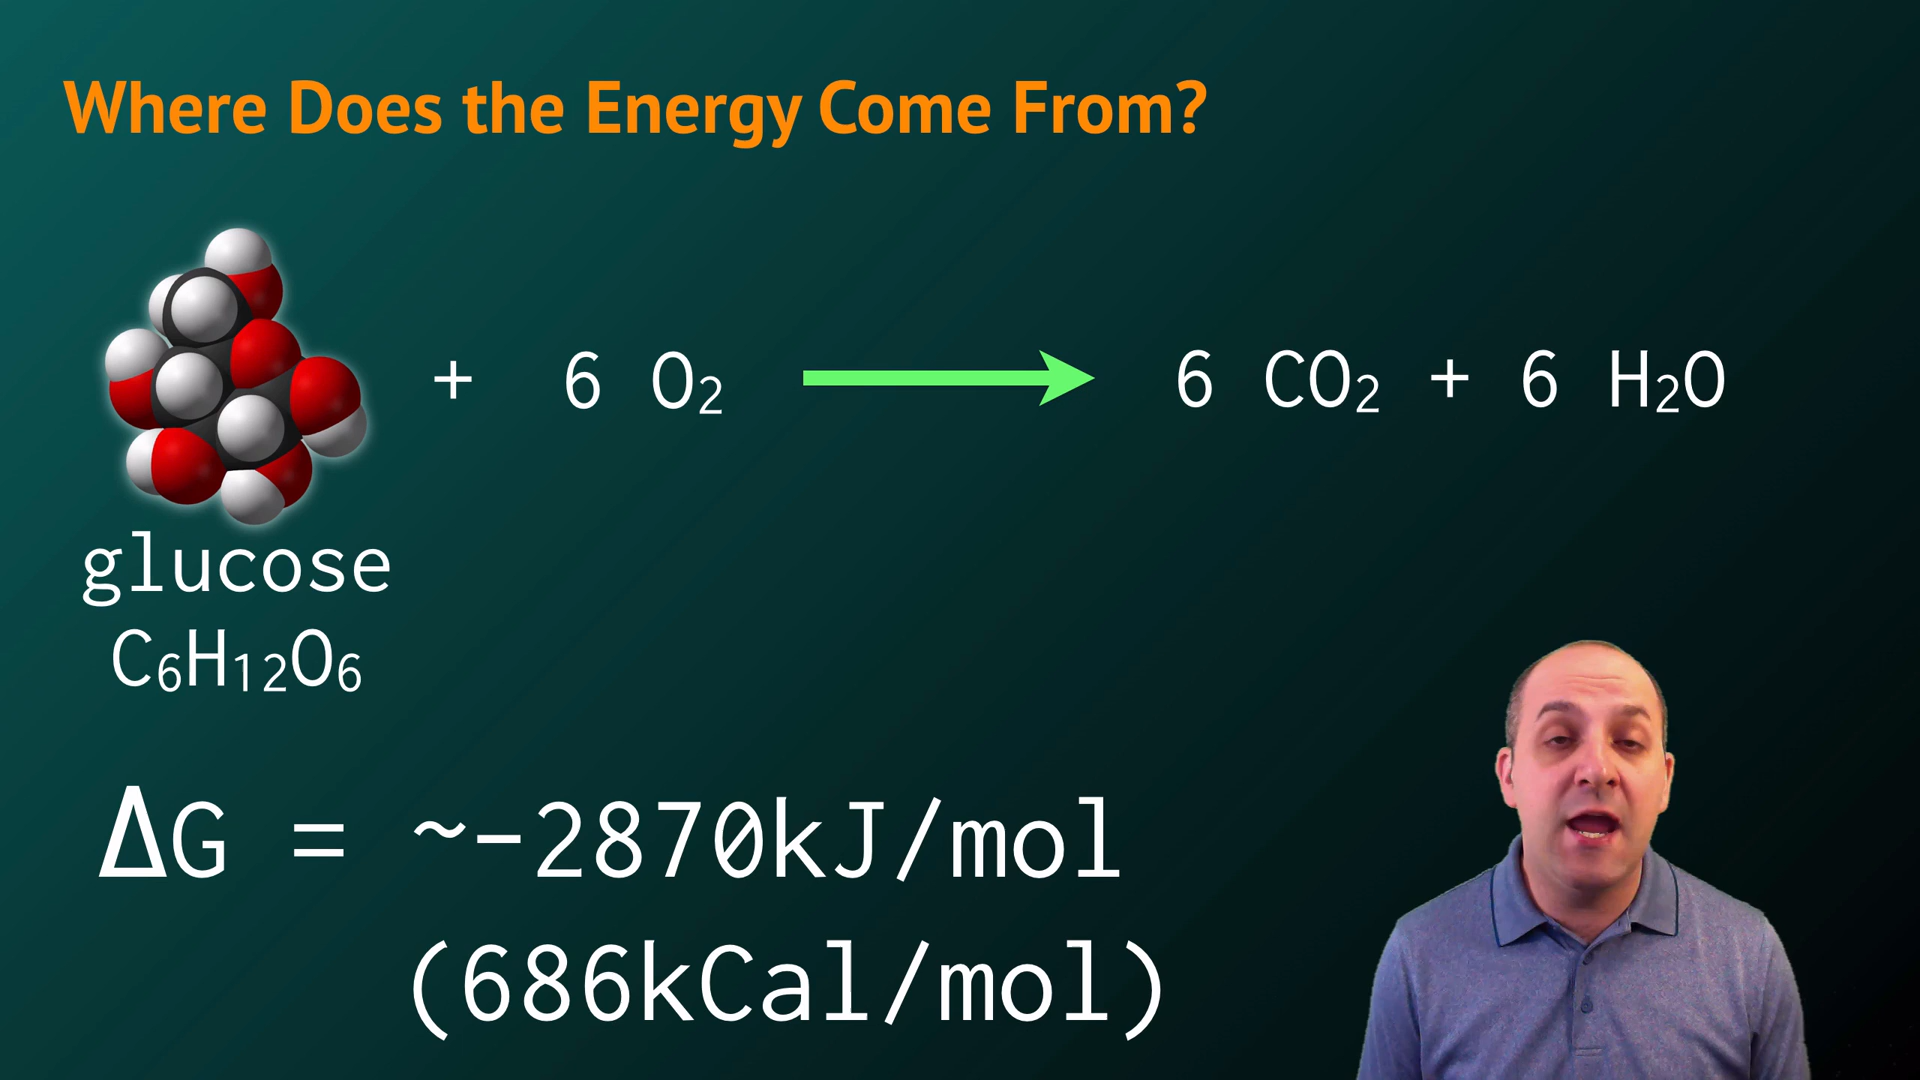 Where Does the Energy Come From?
+ 6 O₂ → 6 CO₂ + 6 H₂O
glucose
C₆H₁₂O₆
ΔG = ~-2870kJ/mol
(686kCal/mol)